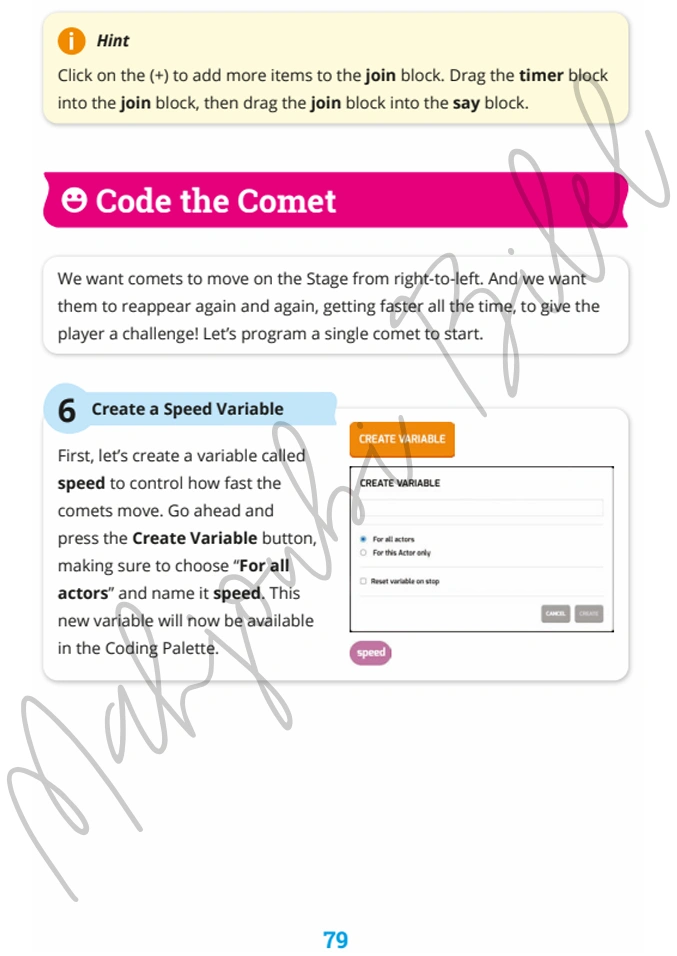 Hint
Click on the (+) to add more items to the join block. Drag the timer block
into the join block, then drag the join block into the say block.
Code the Comet
We want comets to move on the Stage from right-to-left. And we want
them to reappear again and again, getting faster all the time, to give the
player a challenge! Let's program a single comet to start.
6 Create a Speed Variable
First, let's create a variable called
speed to control how fast the
comets move. Go ahead and
press the Create Variable button,
making sure to choose “For all
actors” and name it speed. This
new variable will now be available
in the Coding Palette.
CREATE VARIABLE
CREATE VARIABLE
For all actors
For this Actor only
Reset variable on stop
CANCEL CREATE
speed
Mahjoubi Bilel
79